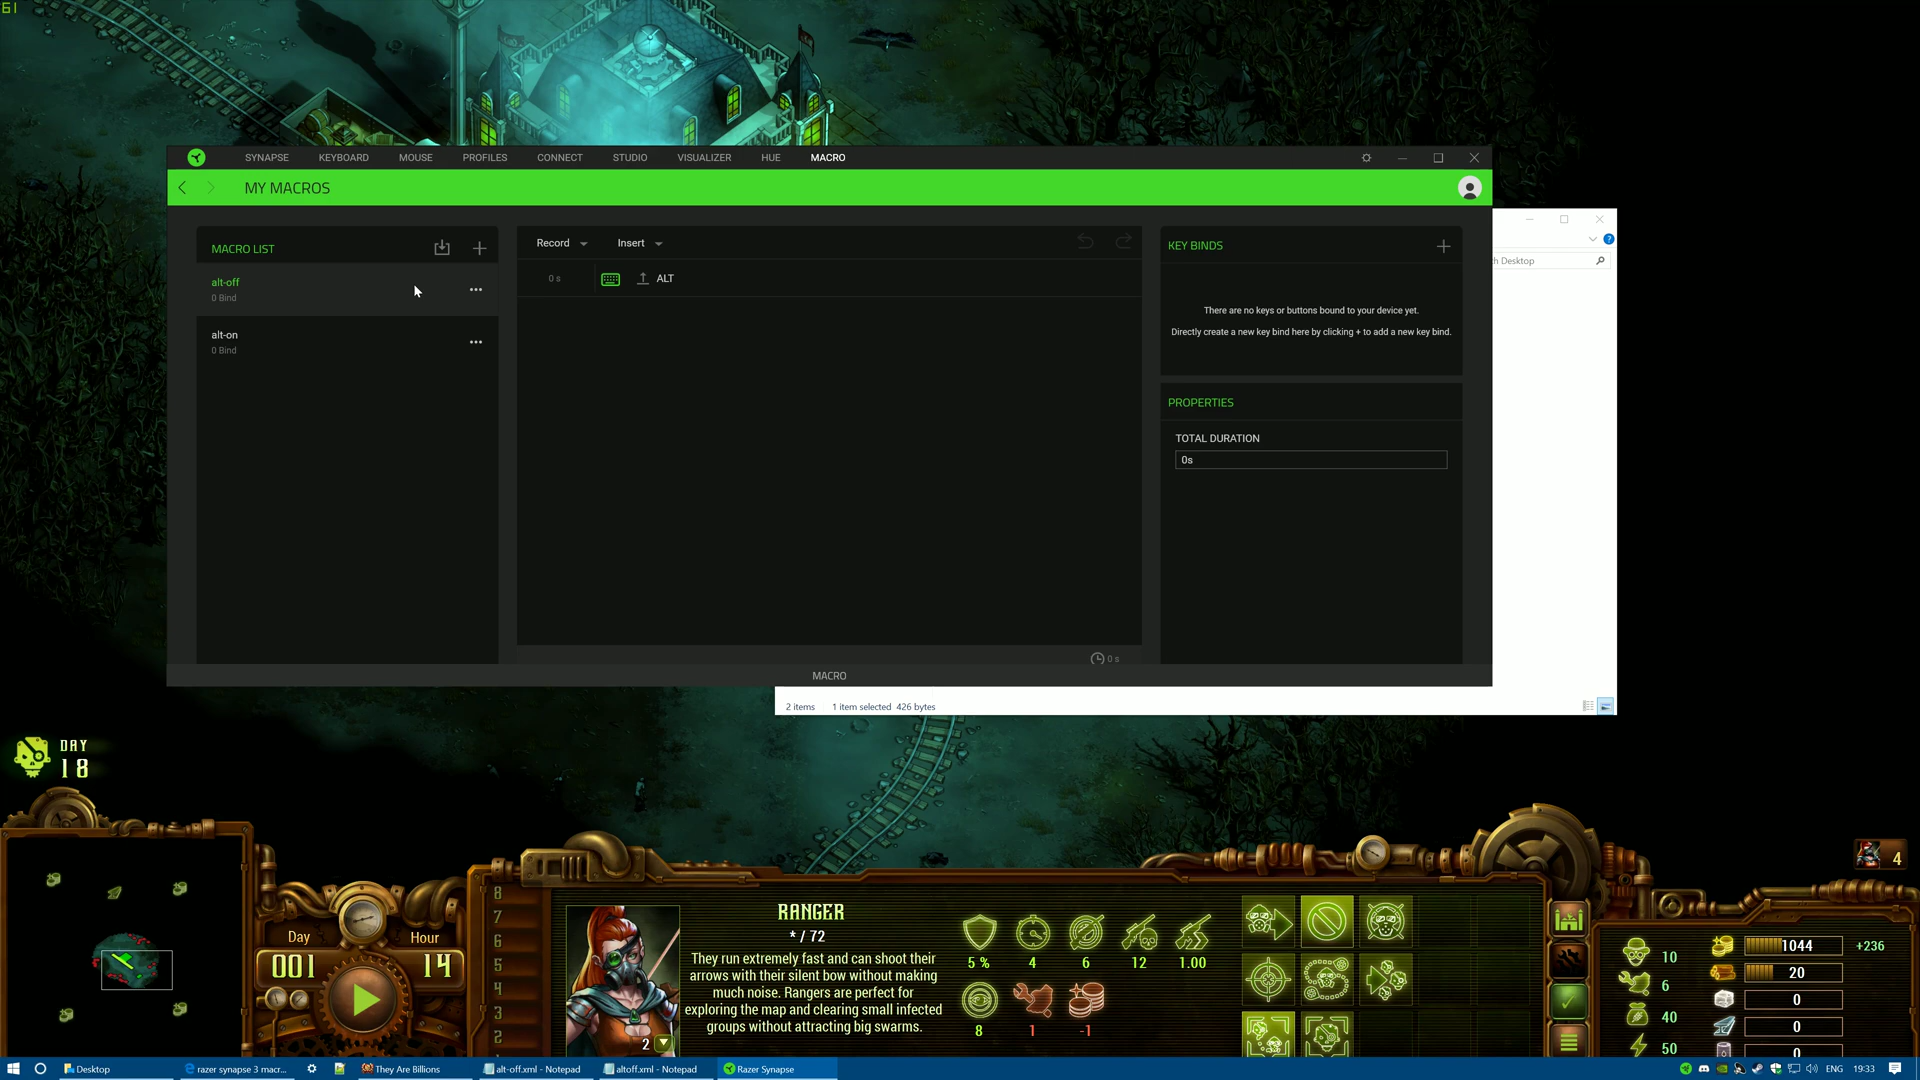 61
SYNAPSE KEYBOARD MOUSE PROFILES CONNECT STUDIO VISUALIZER HUE MACRO
MY MACROS
MACRO LIST
alt-off
0 Bind
alt-on
0 Bind
Record Insert
0 s ALT
0 s
KEY BINDS
There are no keys or buttons bound to your device yet.
Directly create a new key bind here by clicking + to add a new key bind.
PROPERTIES
TOTAL DURATION
0s
MACRO
h Desktop
2 items 1 item selected 426 bytes
DAY
18
4
Day Hour
001 14
8
7
6
5
4
3
2
RANGER
* / 72
They run extremely fast and can shoot their
arrows with their silent bow without making
much noise. Rangers are perfect for
exploring the map and clearing small infected
groups without attracting big swarms.
2
5 % 4 6 12 1.00
8 1 -1
10 1044 +236
6 20
40 0
50 0
0
Desktop razer synapse 3 macr... They Are Billions alt-off.xml - Notepad altoff.xml - Notepad Razer Synapse ENG 19:33